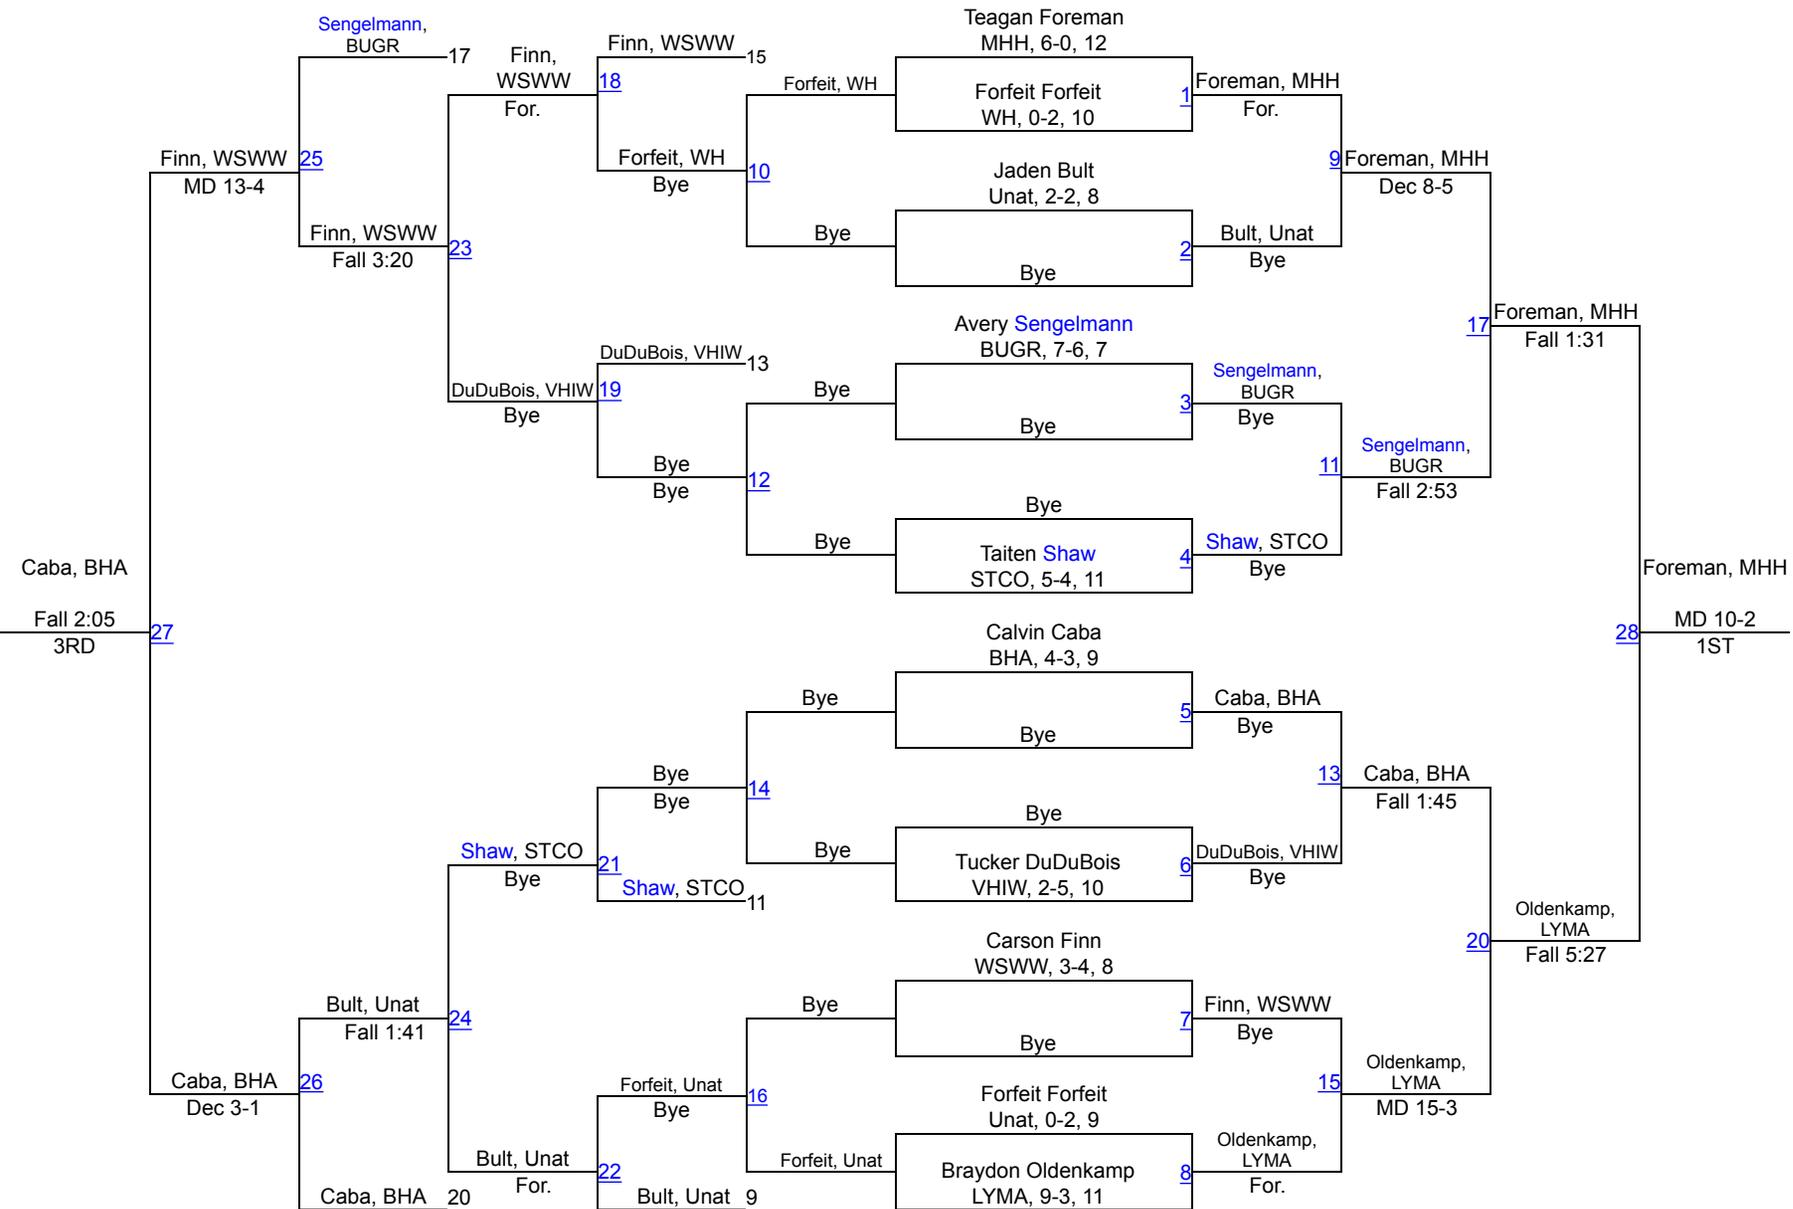 Sengelmann,
BUGR
17
Finn, WSWW
MD 13-4
25
Finn, WSWW
Fall 3:20
23
Finn,
WSWW
For.
18
Finn, WSWW
15
Forfeit, WH
Bye
10
Forfeit, WH
Bye
DuDuBois, VHIW
Bye
19
DuDuBois, VHIW
13
Bye
Bye
12
Bye
Bye
Caba, BHA
Fall 2:05
3RD
27
Caba, BHA
Dec 3-1
26
Bult, Unat
Fall 1:41
24
Caba, BHA
20
Shaw, STCO
Bye
21
Bye
Bye
14
Bye
Bye
Shaw, STCO
11
Bult, Unat
For.
22
Forfeit, Unat
Bye
16
Bye
Forfeit, Unat
Bult, Unat
9
Teagan Foreman
MHH, 6-0, 12
Forfeit Forfeit
WH, 0-2, 10
1
Jaden Bult
Unat, 2-2, 8
Bye
2
Avery Sengelmann
BUGR, 7-6, 7
Bye
3
Bye
Taiten Shaw
STCO, 5-4, 11
4
Calvin Caba
BHA, 4-3, 9
Bye
5
Bye
Tucker DuDuBois
VHIW, 2-5, 10
6
Carson Finn
WSWW, 3-4, 8
Bye
7
Forfeit Forfeit
Unat, 0-2, 9
Braydon Oldenkamp
LYMA, 9-3, 11
8
Foreman, MHH
For.
9
Bult, Unat
Bye
Sengelmann,
BUGR
Bye
11
Shaw, STCO
Bye
Caba, BHA
Bye
13
DuDuBois, VHIW
Bye
Finn, WSWW
Bye
15
Oldenkamp,
LYMA
For.
Foreman, MHH
Dec 8-5
17
Sengelmann,
BUGR
Fall 2:53
Caba, BHA
Fall 1:45
20
Oldenkamp,
LYMA
MD 15-3
Foreman, MHH
Fall 1:31
Oldenkamp,
LYMA
Fall 5:27
28
Foreman, MHH
MD 10-2
1ST